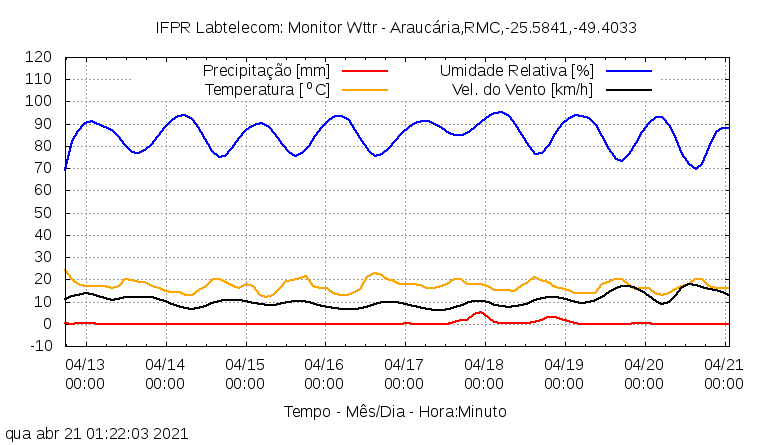 IFPR Labtelecom: Monitor Wttr - Araucária,RMC,-25.5841,-49.4033
Precipitação [mm]
Umidade Relativa [%]
Temperatura [⁰C]
Vel. do Vento [km/h]
120
110
100
90
80
70
60
50
40
30
20
10
0
-10
04/13 04/14 04/15 04/16 04/17 04/18 04/19 04/20 04/21
00:00 00:00 00:00 00:00 00:00 00:00 00:00 00:00 00:00
Tempo - Mês/Dia - Hora:Minuto
qua abr 21 01:22:03 2021